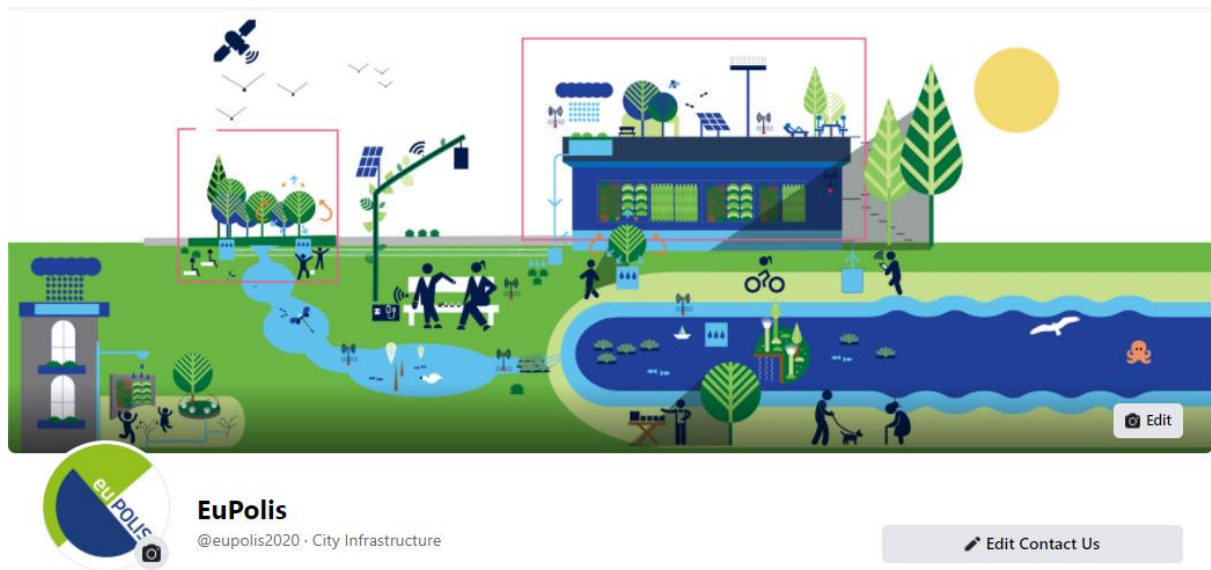 Edit
eu POLIS
EuPolis
@eupolis2020 · City Infrastructure
Edit Contact Us